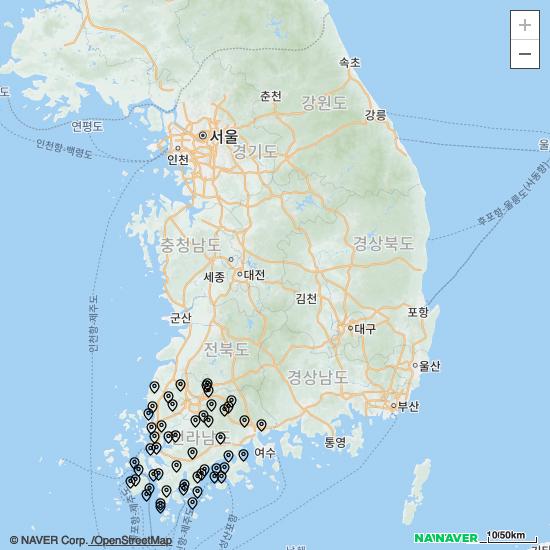 +
−
속초
춘천
강원도
도
강릉
연평도
서울
울
인천
경기도
인천항-백령도
후포항-울릉도(사동항)
충청남도
경상북도
세종
대전
인천항-제주도
김천
군산
포항
대구
전북도
울산
경상남도
부산
전라남도
여수
통영
© NAVER Corp. /OpenStreetMap
NAVER
10/50km